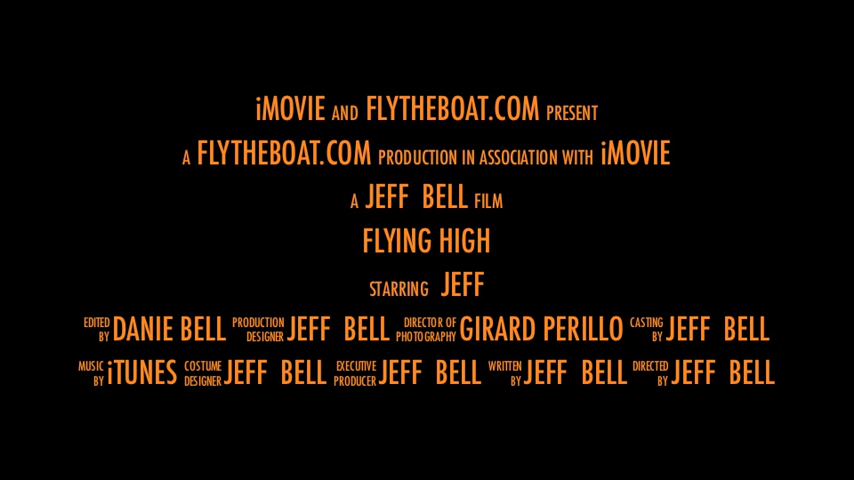 iMOVIE AND FLYTHEBOAT.COM PRESENT
A FLYTHEBOAT.COM PRODUCTION IN ASSOCIATION WITH iMOVIE
A JEFF BELL FILM
FLYING HIGH
STARRING JEFF
EDITED BY DANIE BELL PRODUCTION DESIGNER JEFF BELL DIRECTOR OF PHOTOGRAPHY GIRARD PERILLO CASTING BY JEFF BELL
MUSIC BY iTUNES COSTUME DESIGNER JEFF BELL EXECUTIVE PRODUCER JEFF BELL WRITTEN BY JEFF BELL DIRECTED BY JEFF BELL